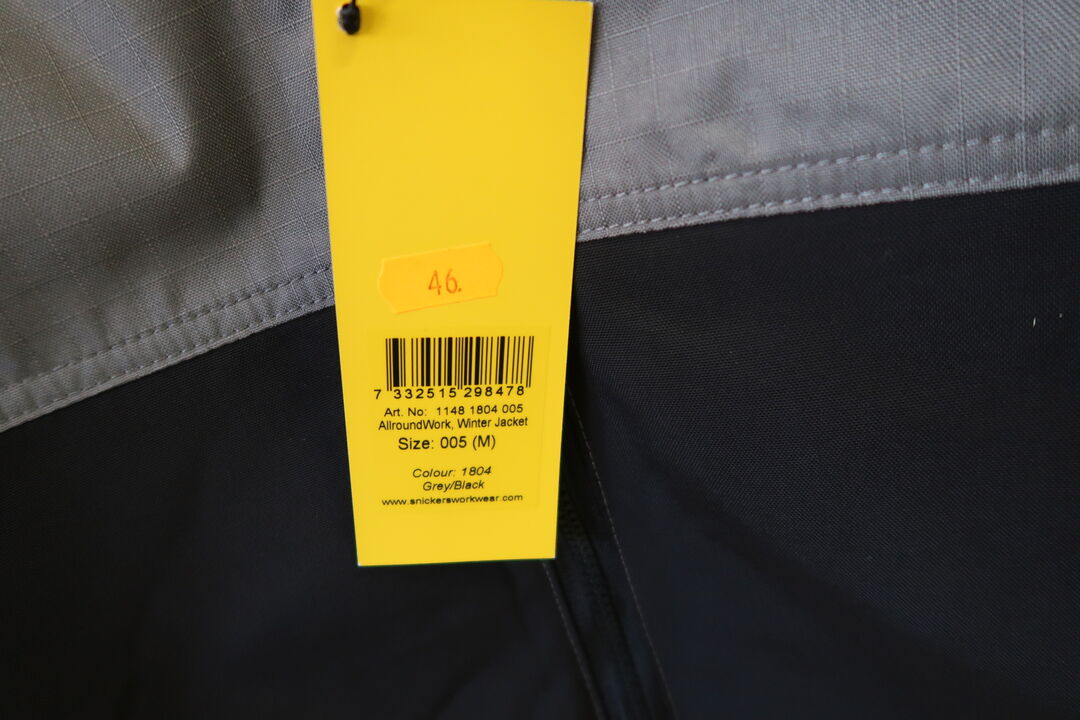 46.
7 332515 298478
Art. No: 1148 1804 005
AllroundWork, Winter Jacket
Size: 005 (M)
Colour: 1804
Grey/Black
www.snickersworkwear.com